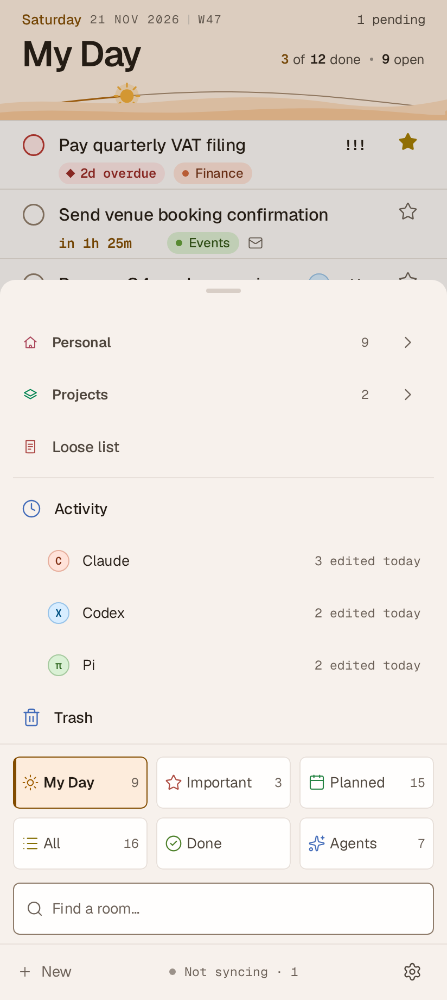 Saturday 21 NOV 2026 | W47 1 pending
My Day 3 of 12 done • 9 open
Pay quarterly VAT filing !!!
2d overdue Finance
Send venue booking confirmation
in 1h 25m Events
Personal 9
Projects 2
Loose list
Activity
C Claude 3 edited today
X Codex 2 edited today
π Pi 2 edited today
Trash
My Day 9 Important 3 Planned 15
All 16 Done Agents 7
Find a room...
+ New Not syncing · 1